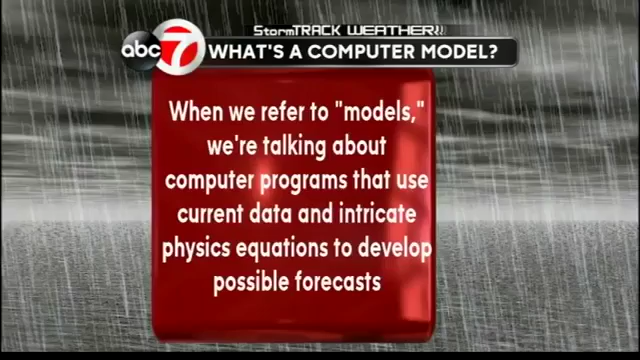 StormTRACK WEATHER
abc 7 WHAT'S A COMPUTER MODEL?
When we refer to "models,"
we're talking about
computer programs that use
current data and intricate
physics equations to develop
possible forecasts